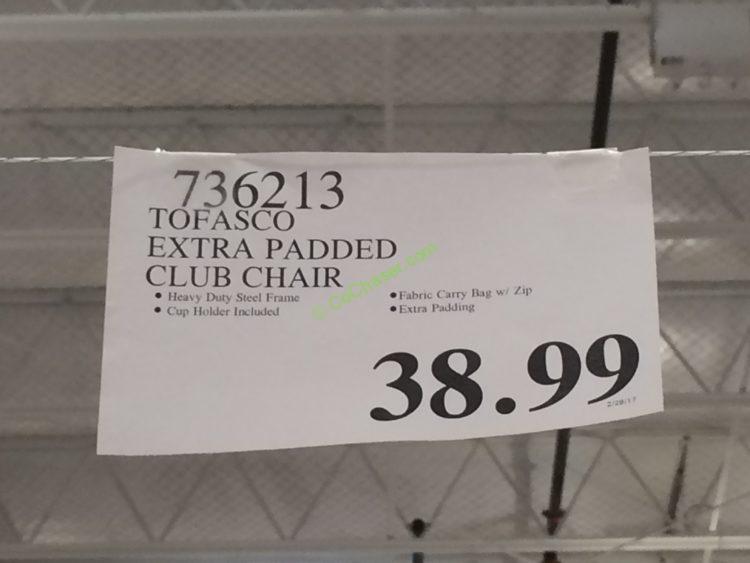 736213
TOFASCO
EXTRA PADDED
CLUB CHAIR
• Heavy Duty Steel Frame
• Cup Holder Included
• Fabric Carry Bag w/ Zip
• Extra Padding
© CoChaser.com
38.99
2/28/17